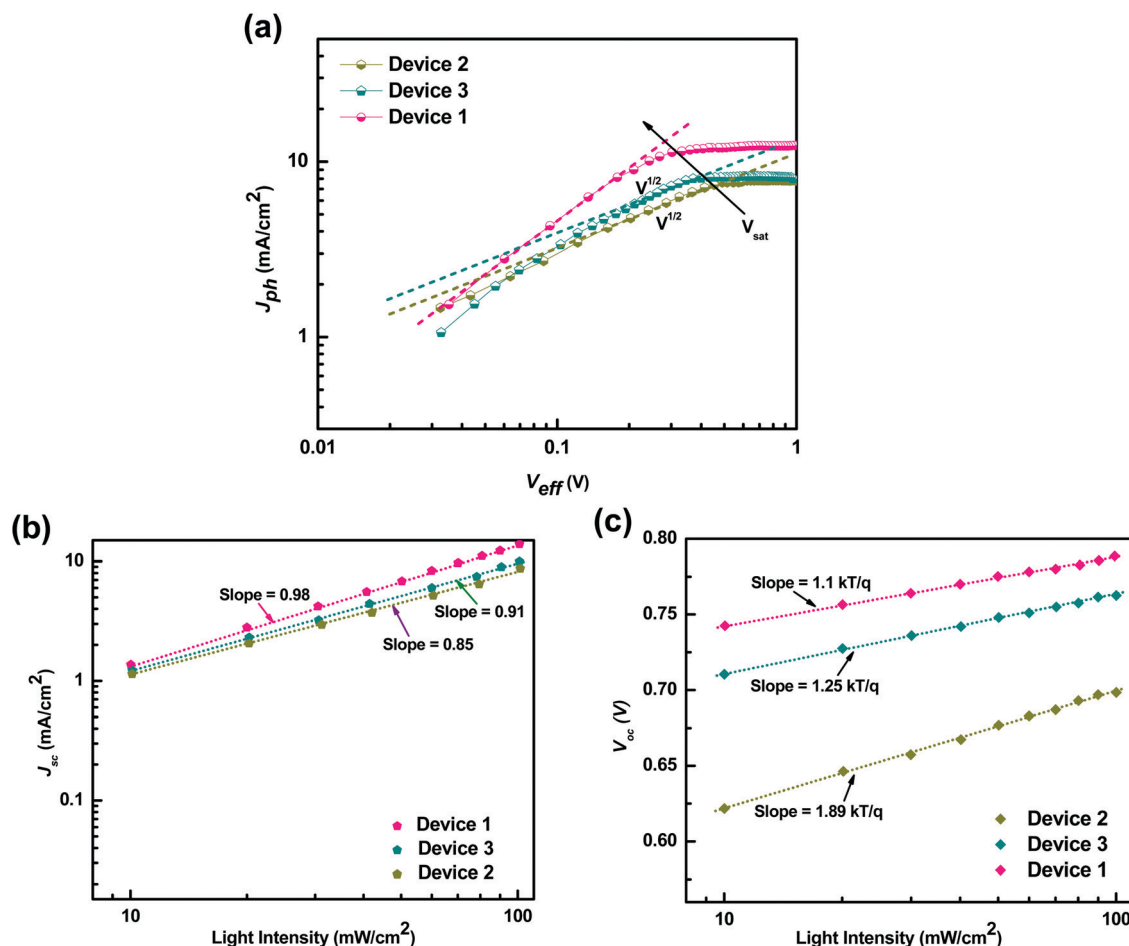 (a)
Device 2
Device 3
Device 1
10
1
J_ph (mA/cm²)
V^1/2
V^1/2
V_sat
0.01
0.1
1
V_eff (V)
(b)
10
1
0.1
J_sc (mA/cm²)
Slope = 0.98
Slope = 0.91
Slope = 0.85
Device 1
Device 3
Device 2
10
100
Light Intensity (mW/cm²)
(c)
0.80
0.75
0.70
0.65
0.60
V_oc (V)
Slope = 1.1 kT/q
Slope = 1.25 kT/q
Slope = 1.89 kT/q
Device 2
Device 3
Device 1
10
100
Light Intensity (mW/cm²)